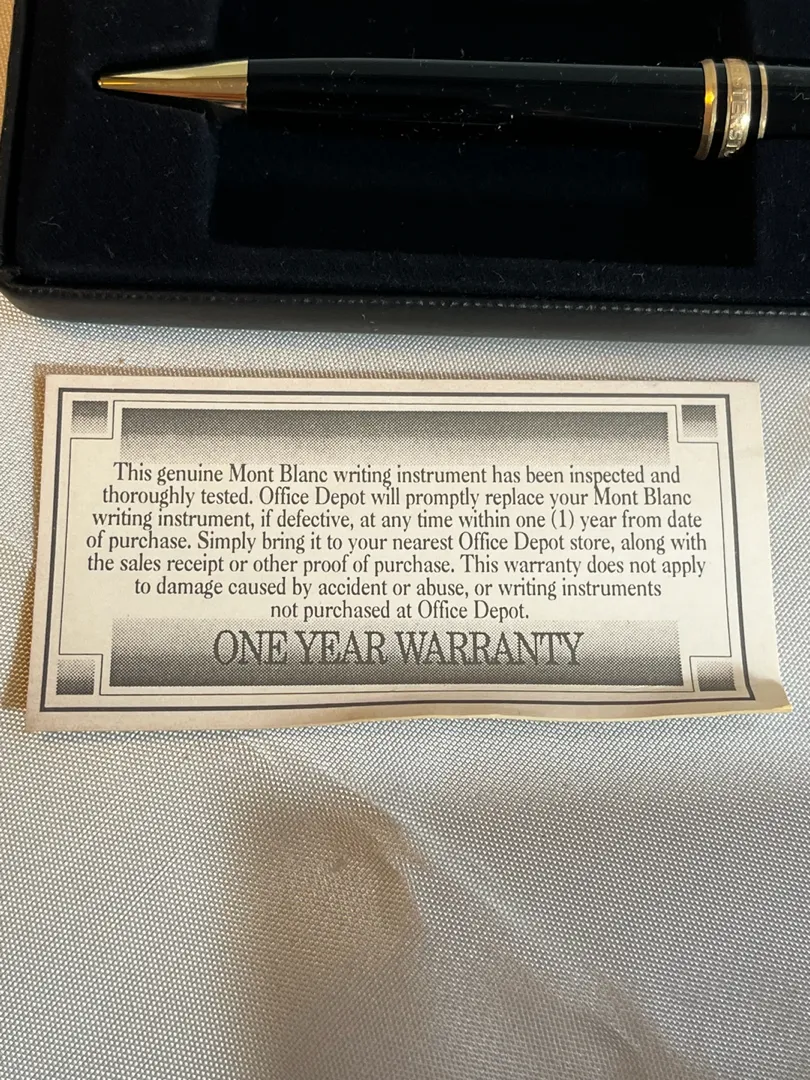 This genuine Mont Blanc writing instrument has been inspected and
thoroughly tested. Office Depot will promptly replace your Mont Blanc
writing instrument, if defective, at any time within one (1) year from date
of purchase. Simply bring it to your nearest Office Depot store, along with
the sales receipt or other proof of purchase. This warranty does not apply
to damage caused by accident or abuse, or writing instruments
not purchased at Office Depot.
ONE YEAR WARRANTY